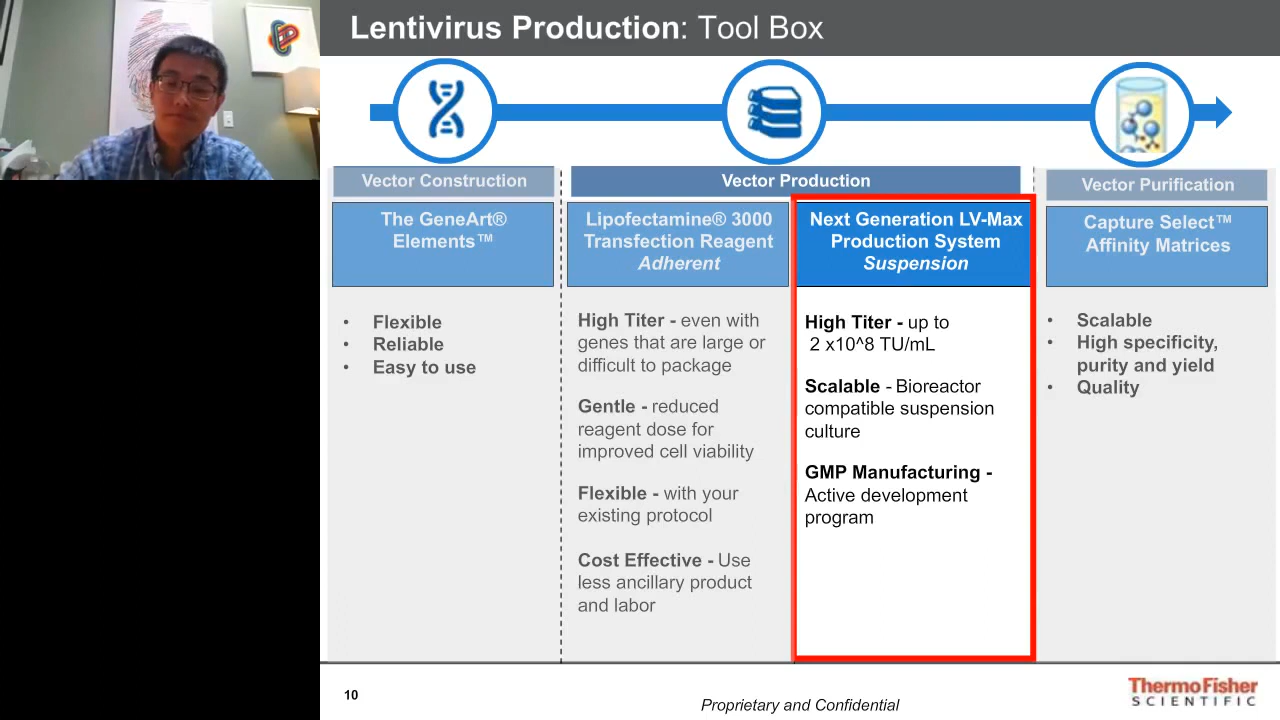 Lentivirus Production: Tool Box
Vector Construction
The GeneArt®
Elements™
• Flexible
• Reliable
• Easy to use
Vector Production
Lipofectamine® 3000
Transfection Reagent
Adherent
High Titer - even with
genes that are large or
difficult to package
Gentle - reduced
reagent dose for
improved cell viability
Flexible - with your
existing protocol
Cost Effective - Use
less ancillary product
and labor
Next Generation LV-Max
Production System
Suspension
High Titer - up to
2 x10^8 TU/mL
Scalable - Bioreactor
compatible suspension
culture
GMP Manufacturing -
Active development
program
Vector Purification
Capture Select™
Affinity Matrices
• Scalable
• High specificity,
purity and yield
• Quality
10
Proprietary and Confidential
ThermoFisher
SCIENTIFIC